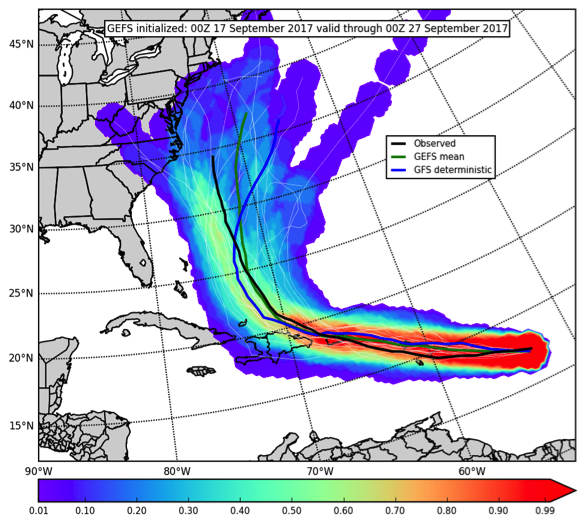 GEFS initialized: 00Z 17 September 2017 valid through 00Z 27 September 2017
45°N
40°N
35°N
30°N
25°N
20°N
15°N
Observed
GEFS mean
GFS deterministic
90°W 80°W 70°W 60°W
0.01 0.10 0.20 0.30 0.40 0.50 0.60 0.70 0.80 0.90 0.99